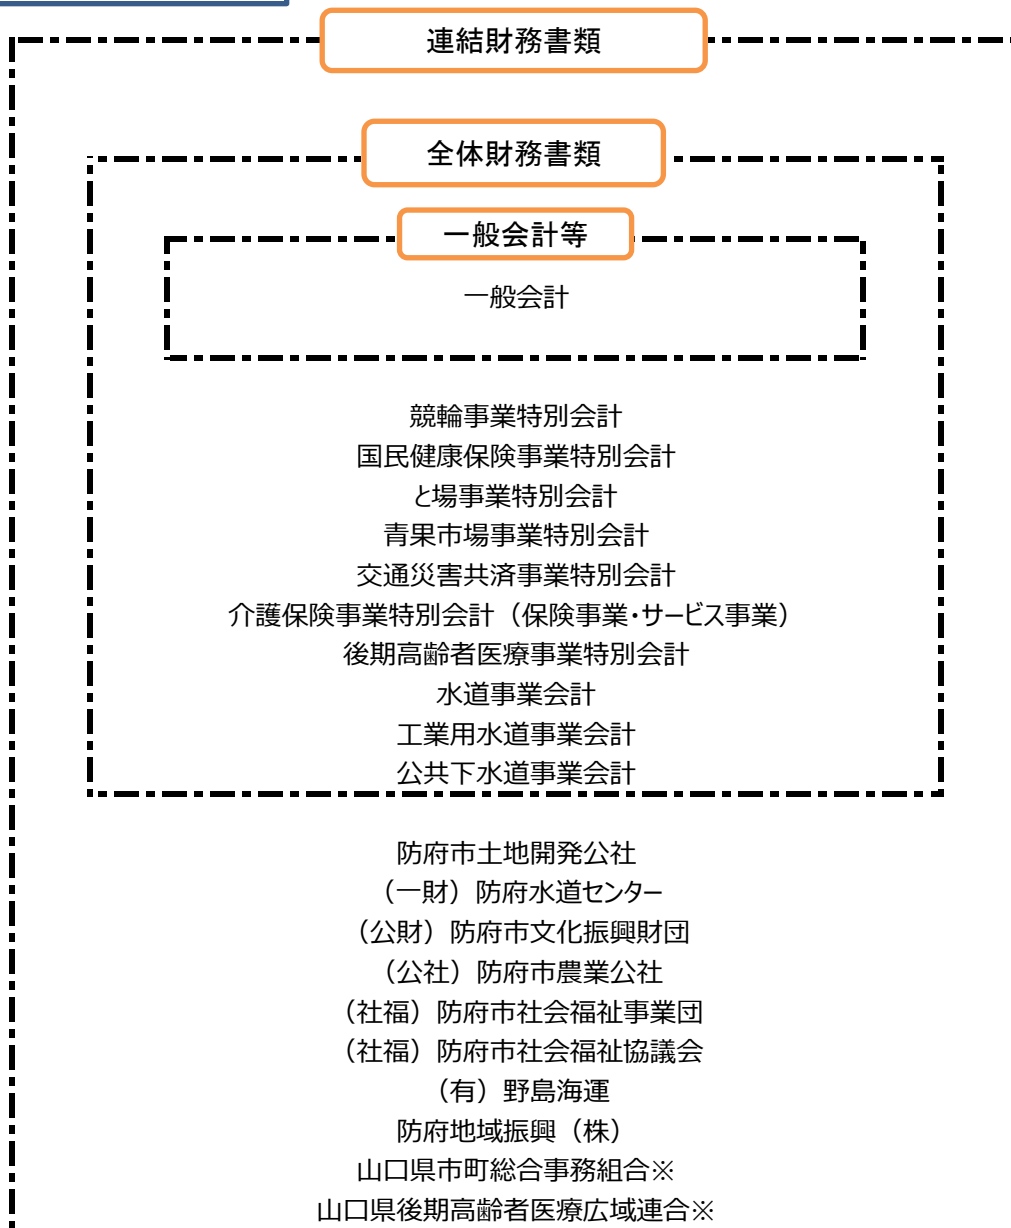 連結財務書類
全体財務書類
一般会計等
一般会計
競輪事業特別会計
国民健康保険事業特別会計
と場事業特別会計
青果市場事業特別会計
交通災害共済事業特別会計
介護保険事業特別会計（保険事業・サービス事業）
後期高齢者医療事業特別会計
水道事業会計
工業用水道事業会計
公共下水道事業会計
防府市土地開発公社
（一財）防府水道センター
（公財）防府市文化振興財団
（公社）防府市農業公社
（社福）防府市社会福祉事業団
（社福）防府市社会福祉協議会
（有）野島海運
防府地域振興（株）
山口県市町総合事務組合※
山口県後期高齢者医療広域連合※